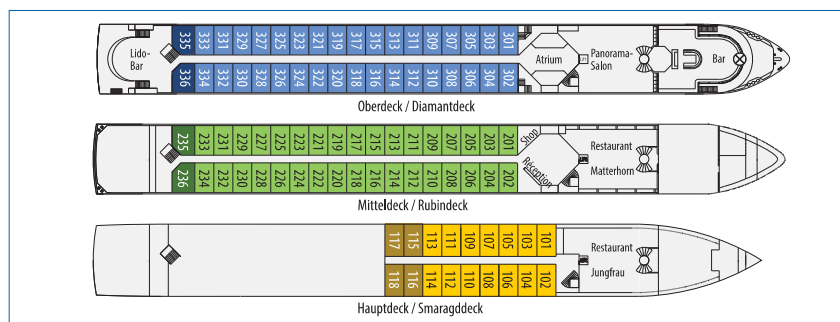 335 333 331 329 327 325 323 321 319 317 315 313 311 309 307 305 303 301
Lido-
Bar
Atrium
Lift
Panorama-
Salon
Bar
336 334 332 330 328 326 324 322 320 318 316 314 312 310 308 306 304 302
Oberdeck / Diamantdeck
235 233 231 229 227 225 223 221 219 217 215 213 211 209 207 205 203 201
Shop
Réception
Lift
Restaurant
Matterhorn
236 234 232 230 228 226 224 222 220 218 216 214 212 210 208 206 204 202
Mitteldeck / Rubindeck
117 115 113 111 109 107 105 103 101
Lift
Restaurant
Jungfrau
118 116 114 112 110 108 106 104 102
Hauptdeck / Smaragddeck